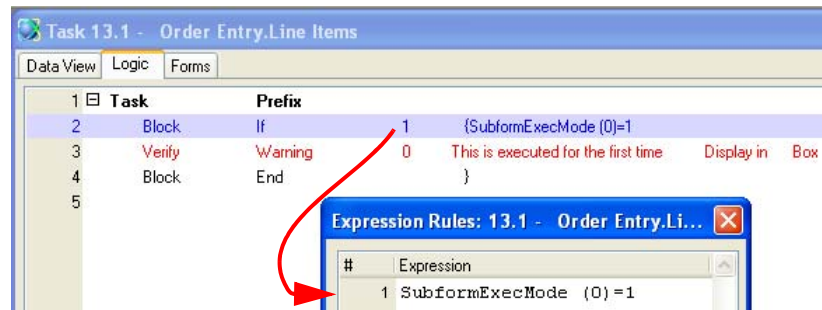 Task 13.1 - Order Entry.Line Items
Data View Logic Forms
1 Task Prefix
2 Block If 1 {SubformExecMode (0)=1
3 Verify Warning 0 This is executed for the first time Display in Box
4 Block End }
5
Expression Rules: 13.1 - Order Entry.Li...
# Expression
1 SubformExecMode (0)=1